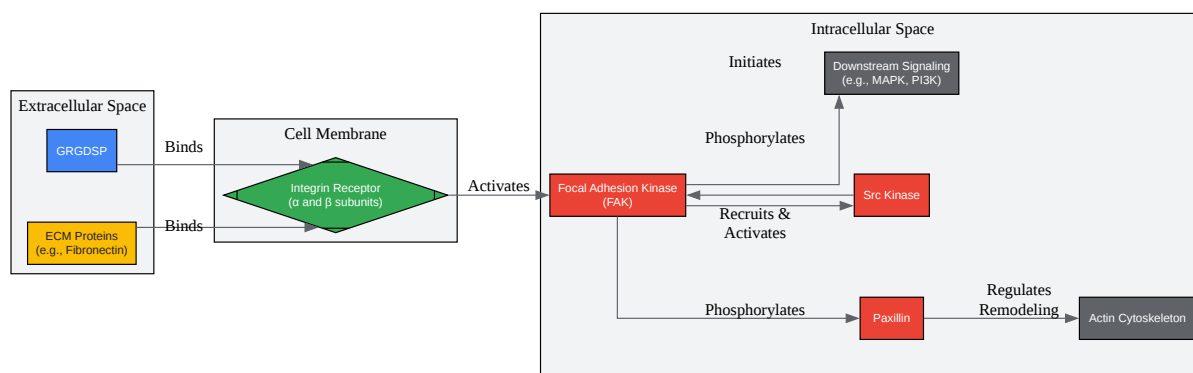 Intracellular Space
Initiates
Downstream Signaling
(e.g., MAPK, PI3K)
Extracellular Space
GRGDSP
Binds
Cell Membrane
Phosphorylates
Integrin Receptor
(α and β subunits)
Activates
Focal Adhesion Kinase
(FAK)
Src Kinase
ECM Proteins
(e.g., Fibronectin)
Binds
Recruits &
Activates
Phosphorylates
Paxillin
Regulates
Remodeling
Actin Cytoskeleton